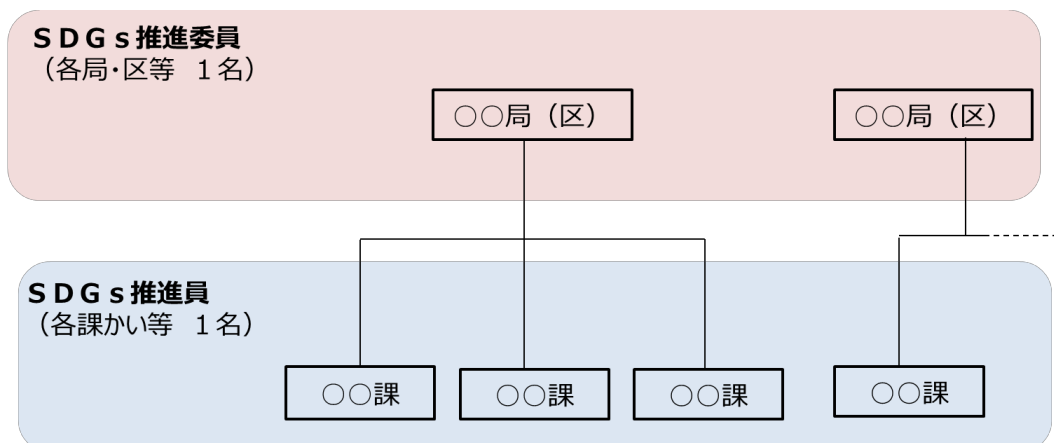 ＳＤＧｓ推進委員
（各局・区等　１名）
○○局（区）
○○局（区）
ＳＤＧｓ推進員
（各課かい等　１名）
○○課
○○課
○○課
○○課